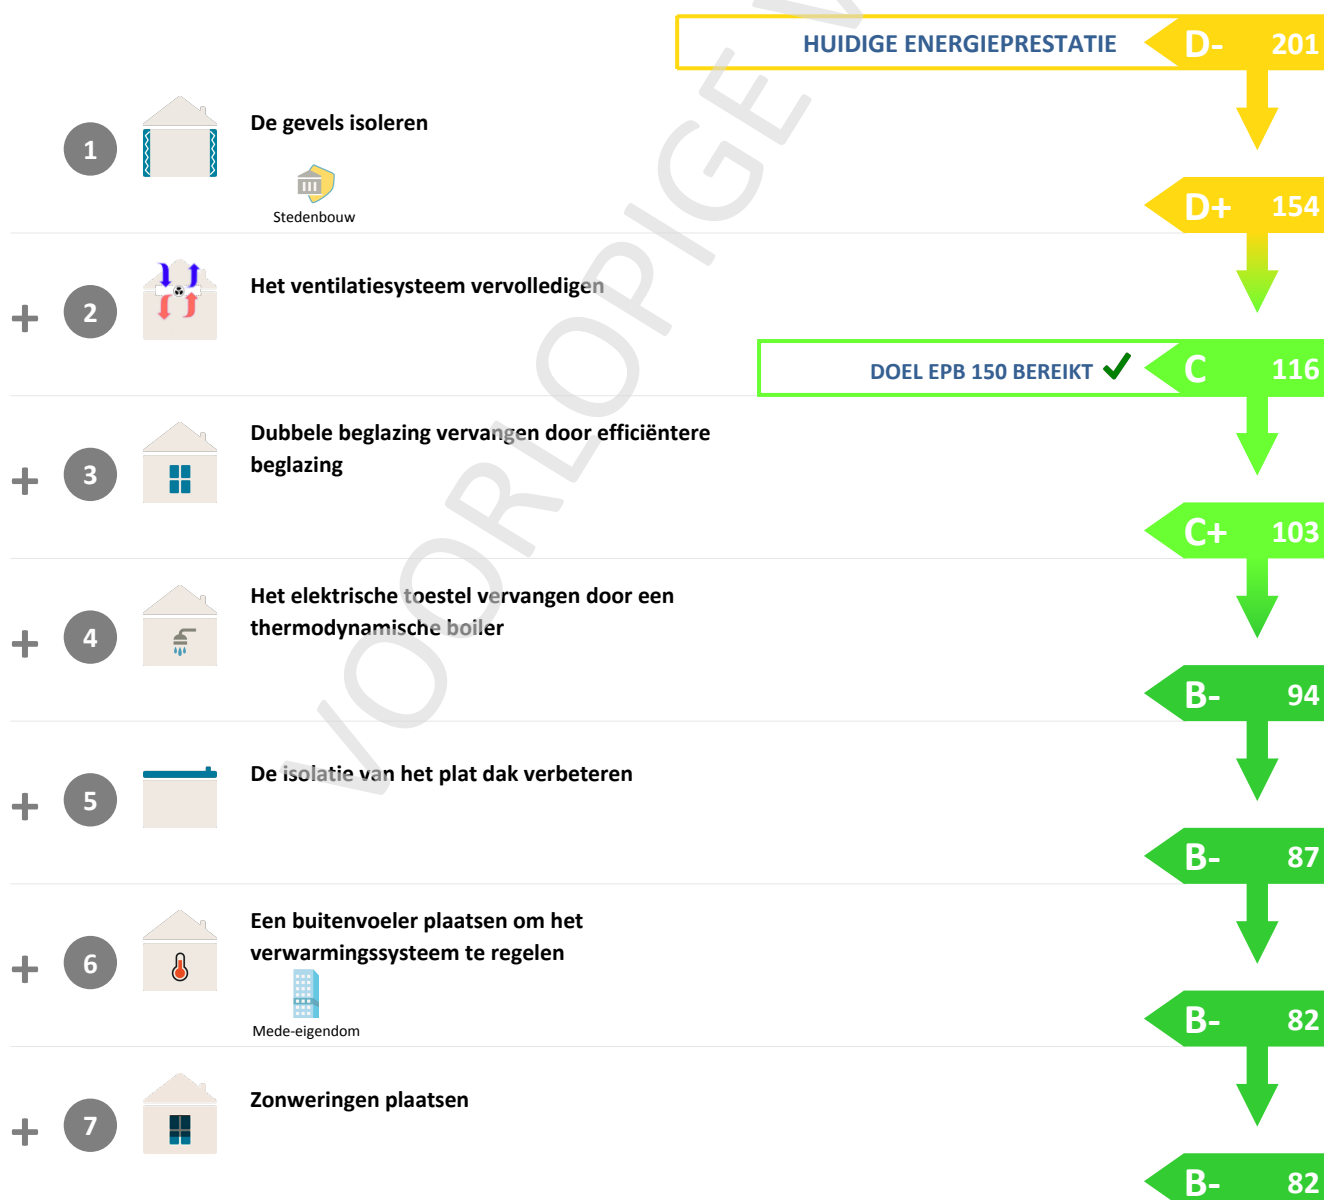 HUIDIGE ENERGIEPRESTATIE D- 201
1 De gevels isoleren
Stedenbouw
D+ 154
+ 2 Het ventilatiesysteem vervolledigen
DOEL EPB 150 BEREIKT C 116
+ 3 Dubbele beglazing vervangen door efficiëntere
beglazing
C+ 103
+ 4 Het elektrische toestel vervangen door een
thermodynamische boiler
B- 94
+ 5 De isolatie van het plat dak verbeteren
B- 87
+ 6 Een buitenvoeler plaatsen om het
verwarmingssysteem te regelen
Mede-eigendom
B- 82
+ 7 Zonweringen plaatsen
B- 82
VOORLOPIGE V